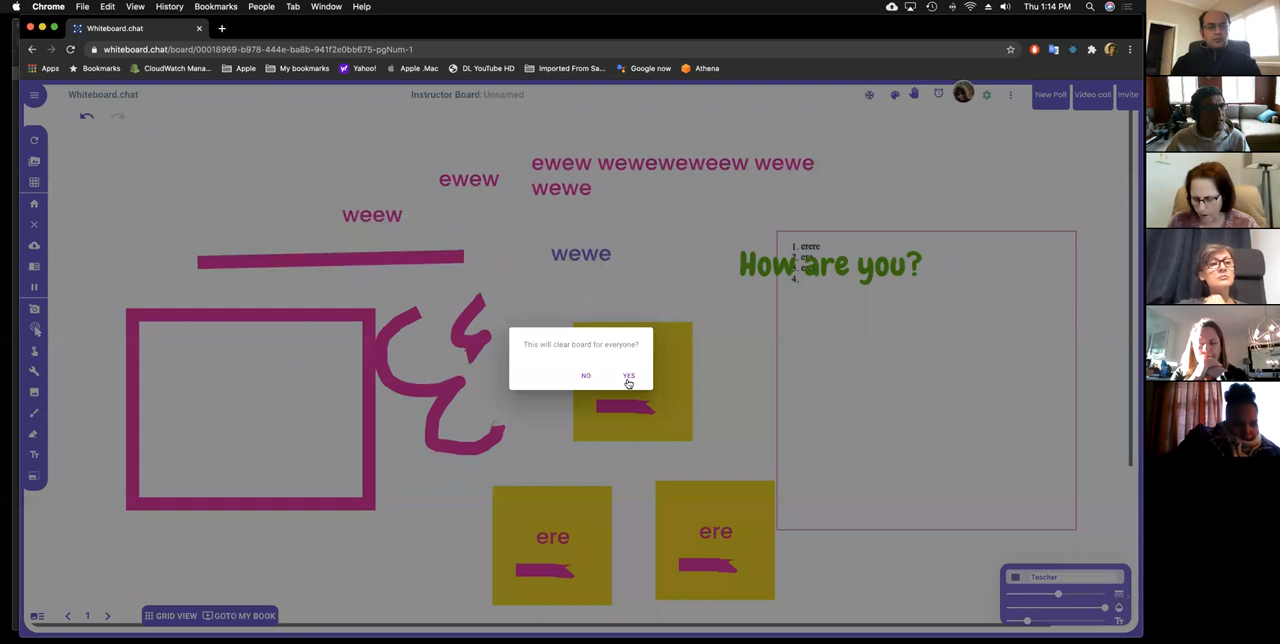 Chrome File Edit View History Bookmarks People Tab Window Help Thu 1:14 PM
Whiteboard.chat
whiteboard.chat/board/00018969-b978-444e-ba8b-941f2e0bb675-pgNum-1
Apps Bookmarks CloudWatch Mana... Apple My bookmarks Yahoo! Apple .Mac DL YouTube HD Imported From Sa... Google now Athena
Whiteboard.chat Instructor Board: Unnamed New Poll Video call Invite
ewew
ewew weweweweew wewe
wewe
weew
wewe
How are you?
1. erere
4.
This will clear board for everyone?
NO YES
ere
ere
Teacher
1 GRID VIEW GOTO MY BOOK
Tт
Tт